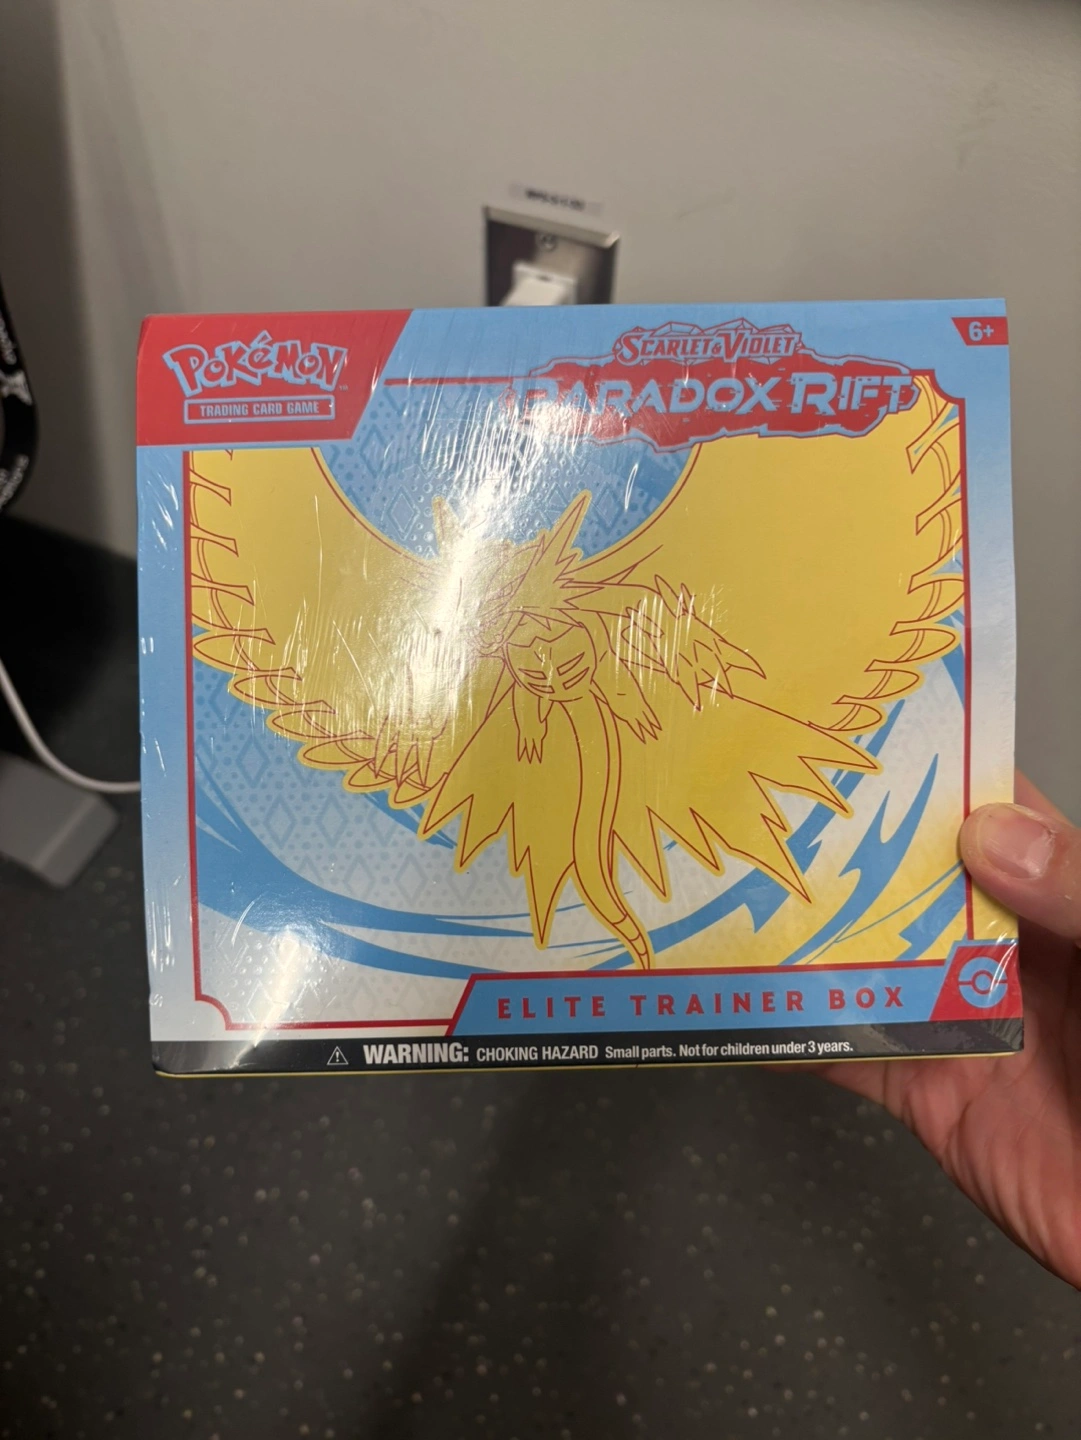 POKéMON
TRADING CARD GAME
SCARLET & VIOLET
PARADOX RIFT
6+
ELITE TRAINER BOX
WARNING: CHOKING HAZARD Small parts. Not for children under 3 years.